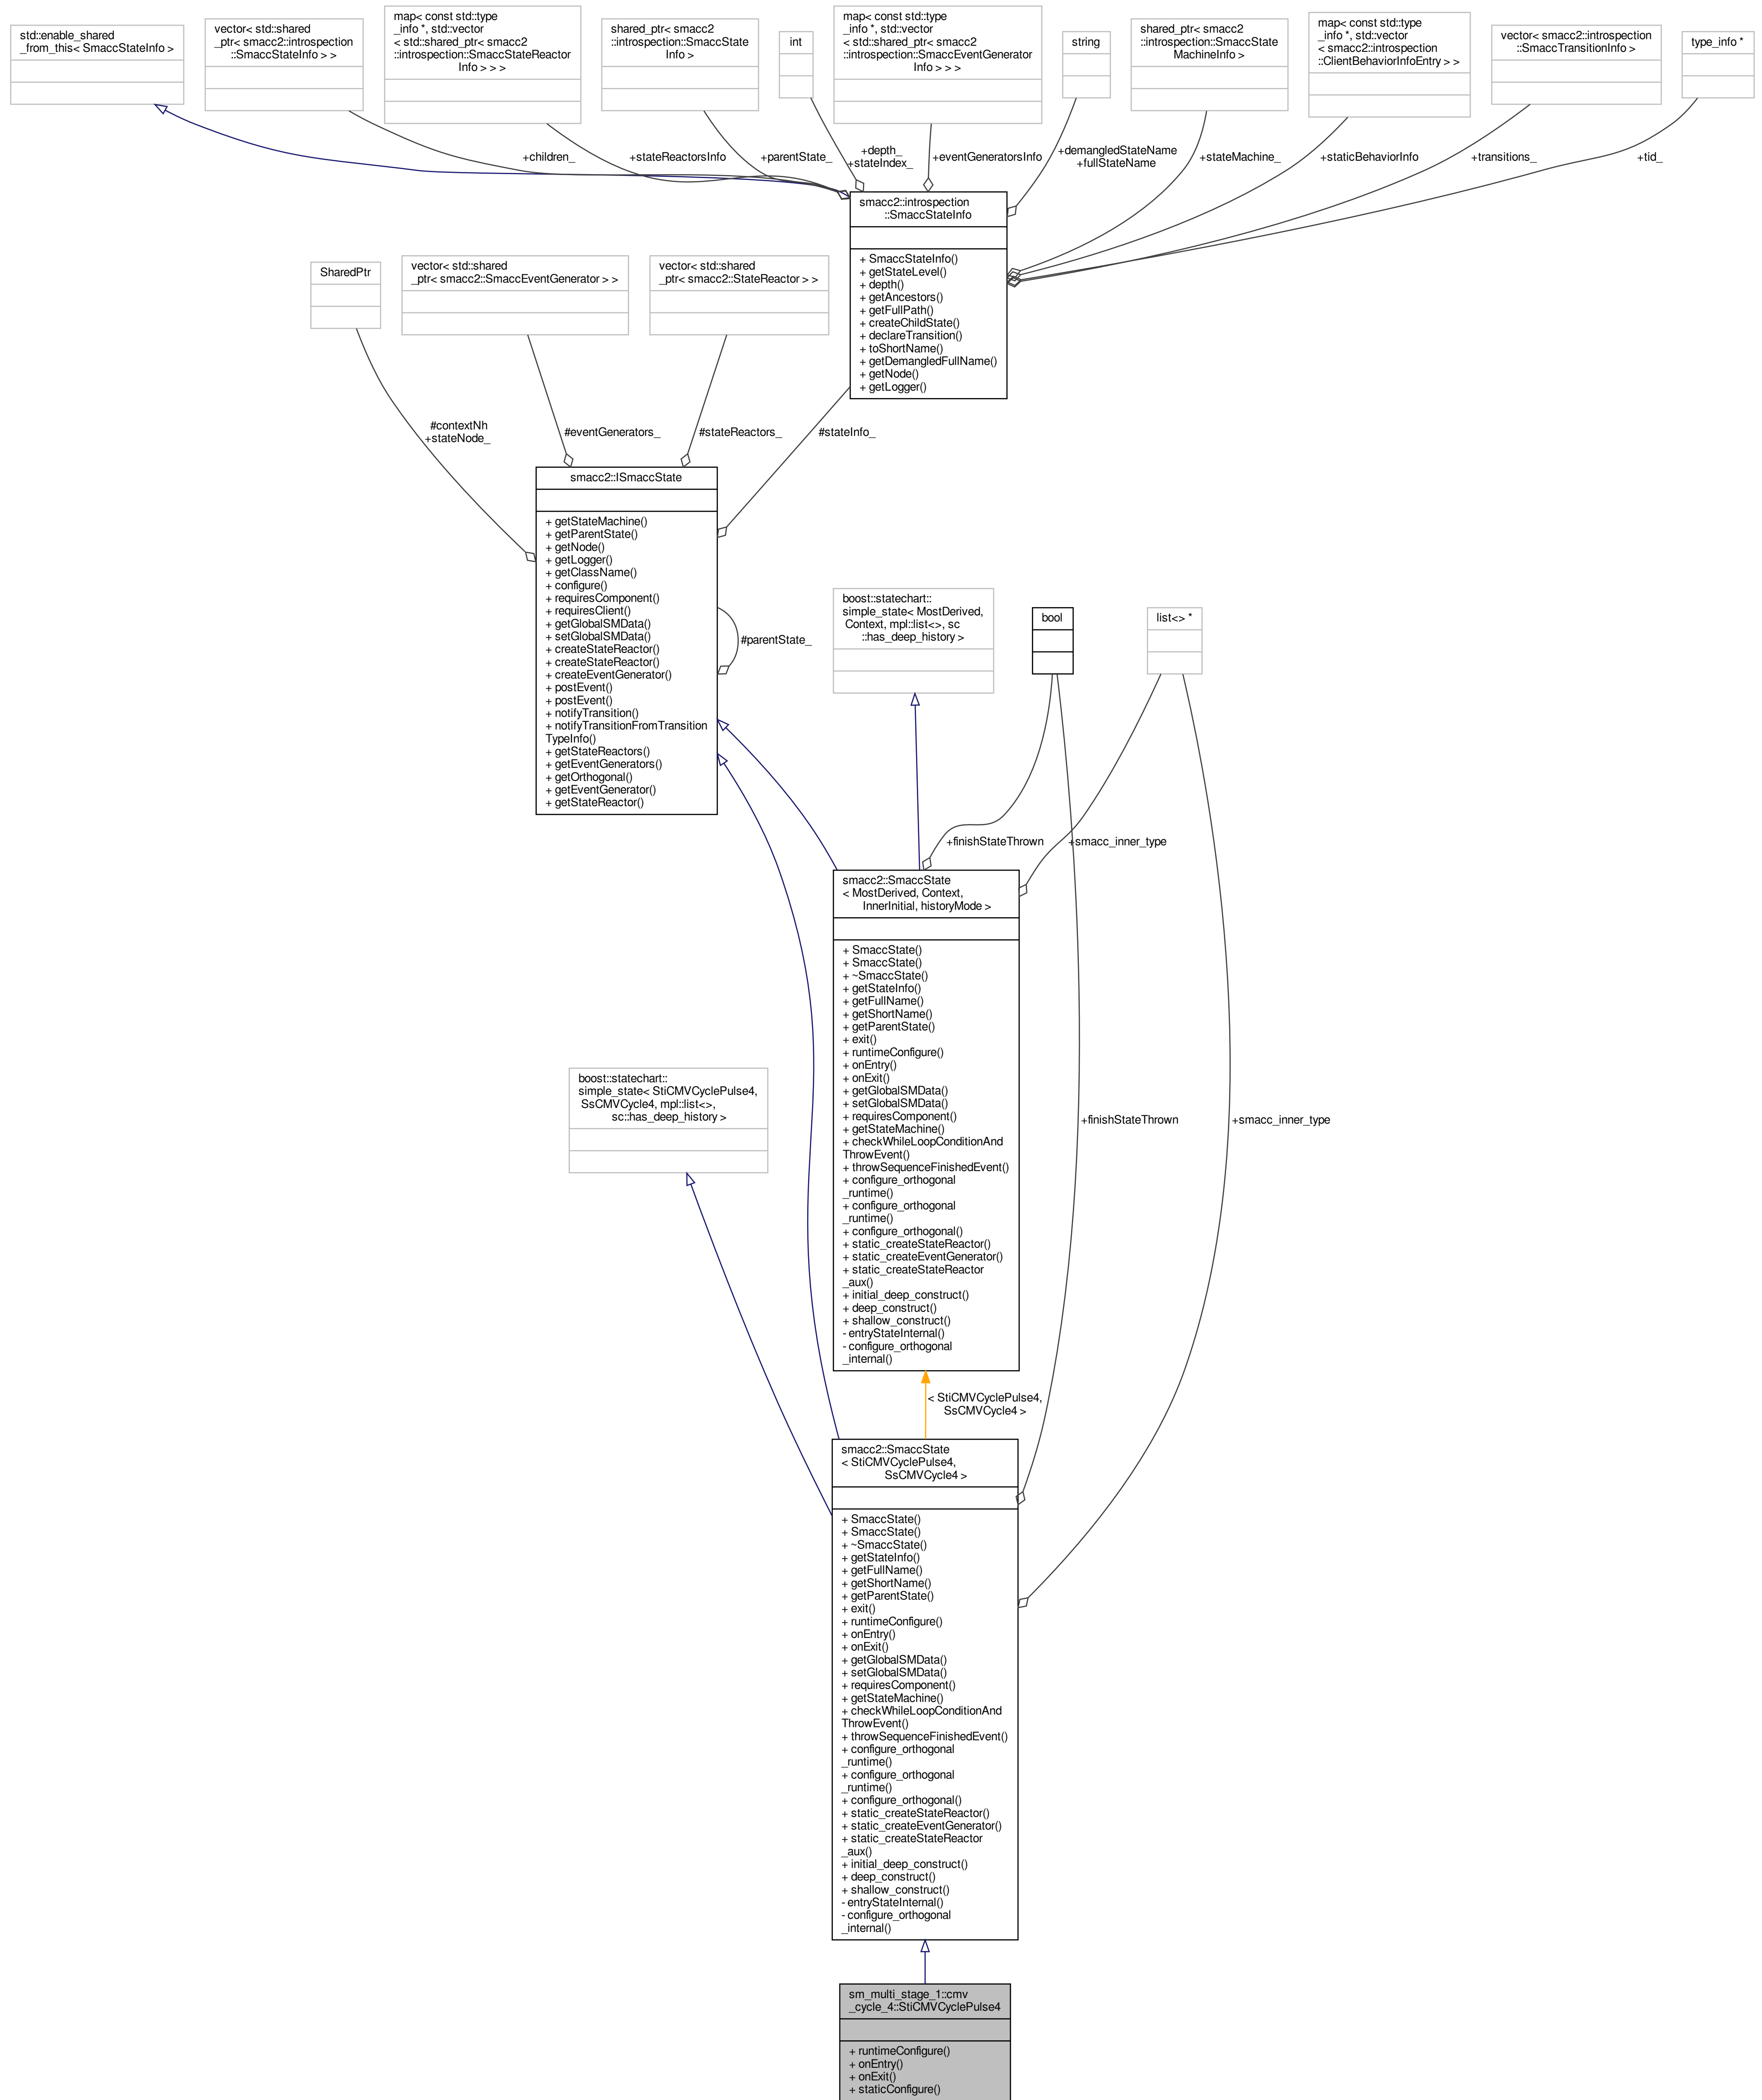 std::enable_shared
_from_this< SmaccStateInfo >
vector< std::shared
_ptr< smacc2::introspection
::SmaccStateInfo > >
map< const std::type
_info *, std::vector
< std::shared_ptr< smacc2
::introspection::SmaccStateReactor
Info > > >
shared_ptr< smacc2
::introspection::SmaccState
Info >
int
map< const std::type
_info *, std::vector
< std::shared_ptr< smacc2
::introspection::SmaccEventGenerator
Info > > >
string
shared_ptr< smacc2
::introspection::SmaccState
MachineInfo >
map< const std::type
_info *, std::vector
< smacc2::introspection
::ClientBehaviorInfoEntry > >
vector< smacc2::introspection
::SmaccTransitionInfo >
type_info *
+children_
+stateReactorsInfo
+parentState_
+depth_
+stateIndex_
+eventGeneratorsInfo
+demangledStateName
+fullStateName
+stateMachine_
+staticBehaviorInfo
+transitions_
+tid_
smacc2::introspection
::SmaccStateInfo
+ SmaccStateInfo()
+ getStateLevel()
+ depth()
+ getAncestors()
+ getFullPath()
+ createChildState()
+ declareTransition()
+ toShortName()
+ getDemangledFullName()
+ getNode()
+ getLogger()
SharedPtr
vector< std::shared
_ptr< smacc2::SmaccEventGenerator > >
vector< std::shared
_ptr< smacc2::StateReactor > >
#contextNh
+stateNode_
#eventGenerators_
#stateReactors_
#stateInfo_
smacc2::ISmaccState
+ getStateMachine()
+ getParentState()
+ getNode()
+ getLogger()
+ getClassName()
+ configure()
+ requiresComponent()
+ requiresClient()
+ getGlobalSMData()
+ setGlobalSMData()
+ createStateReactor()
+ createStateReactor()
+ createEventGenerator()
+ postEvent()
+ postEvent()
+ notifyTransition()
+ notifyTransitionFromTransition
TypeInfo()
+ getStateReactors()
+ getEventGenerators()
+ getOrthogonal()
+ getEventGenerator()
+ getStateReactor()
#parentState_
boost::statechart::
simple_state< MostDerived,
Context, mpl::list<>, sc
::has_deep_history >
bool
list<> *
+finishStateThrown
+smacc_inner_type
smacc2::SmaccState
< MostDerived, Context,
InnerInitial, historyMode >
+ SmaccState()
+ SmaccState()
+ ~SmaccState()
+ getStateInfo()
+ getFullName()
+ getShortName()
+ getParentState()
+ exit()
+ runtimeConfigure()
+ onEntry()
+ onExit()
+ getGlobalSMData()
+ setGlobalSMData()
+ requiresComponent()
+ getStateMachine()
+ checkWhileLoopConditionAnd
ThrowEvent()
+ throwSequenceFinishedEvent()
+ configure_orthogonal
_runtime()
+ configure_orthogonal
_runtime()
+ configure_orthogonal()
+ static_createStateReactor()
+ static_createEventGenerator()
+ static_createStateReactor
_aux()
+ initial_deep_construct()
+ deep_construct()
+ shallow_construct()
- entryStateInternal()
- configure_orthogonal
_internal()
boost::statechart::
simple_state< StiCMVCyclePulse4,
SsCMVCycle4, mpl::list<>,
sc::has_deep_history >
+finishStateThrown
+smacc_inner_type
< StiCMVCyclePulse4,
SsCMVCycle4 >
smacc2::SmaccState
< StiCMVCyclePulse4,
SsCMVCycle4 >
+ SmaccState()
+ SmaccState()
+ ~SmaccState()
+ getStateInfo()
+ getFullName()
+ getShortName()
+ getParentState()
+ exit()
+ runtimeConfigure()
+ onEntry()
+ onExit()
+ getGlobalSMData()
+ setGlobalSMData()
+ requiresComponent()
+ getStateMachine()
+ checkWhileLoopConditionAnd
ThrowEvent()
+ throwSequenceFinishedEvent()
+ configure_orthogonal
_runtime()
+ configure_orthogonal
_runtime()
+ configure_orthogonal()
+ static_createStateReactor()
+ static_createEventGenerator()
+ static_createStateReactor
_aux()
+ initial_deep_construct()
+ deep_construct()
+ shallow_construct()
- entryStateInternal()
- configure_orthogonal
_internal()
sm_multi_stage_1::cmv
_cycle_4::StiCMVCyclePulse4
+ runtimeConfigure()
+ onEntry()
+ onExit()
+ staticConfigure()